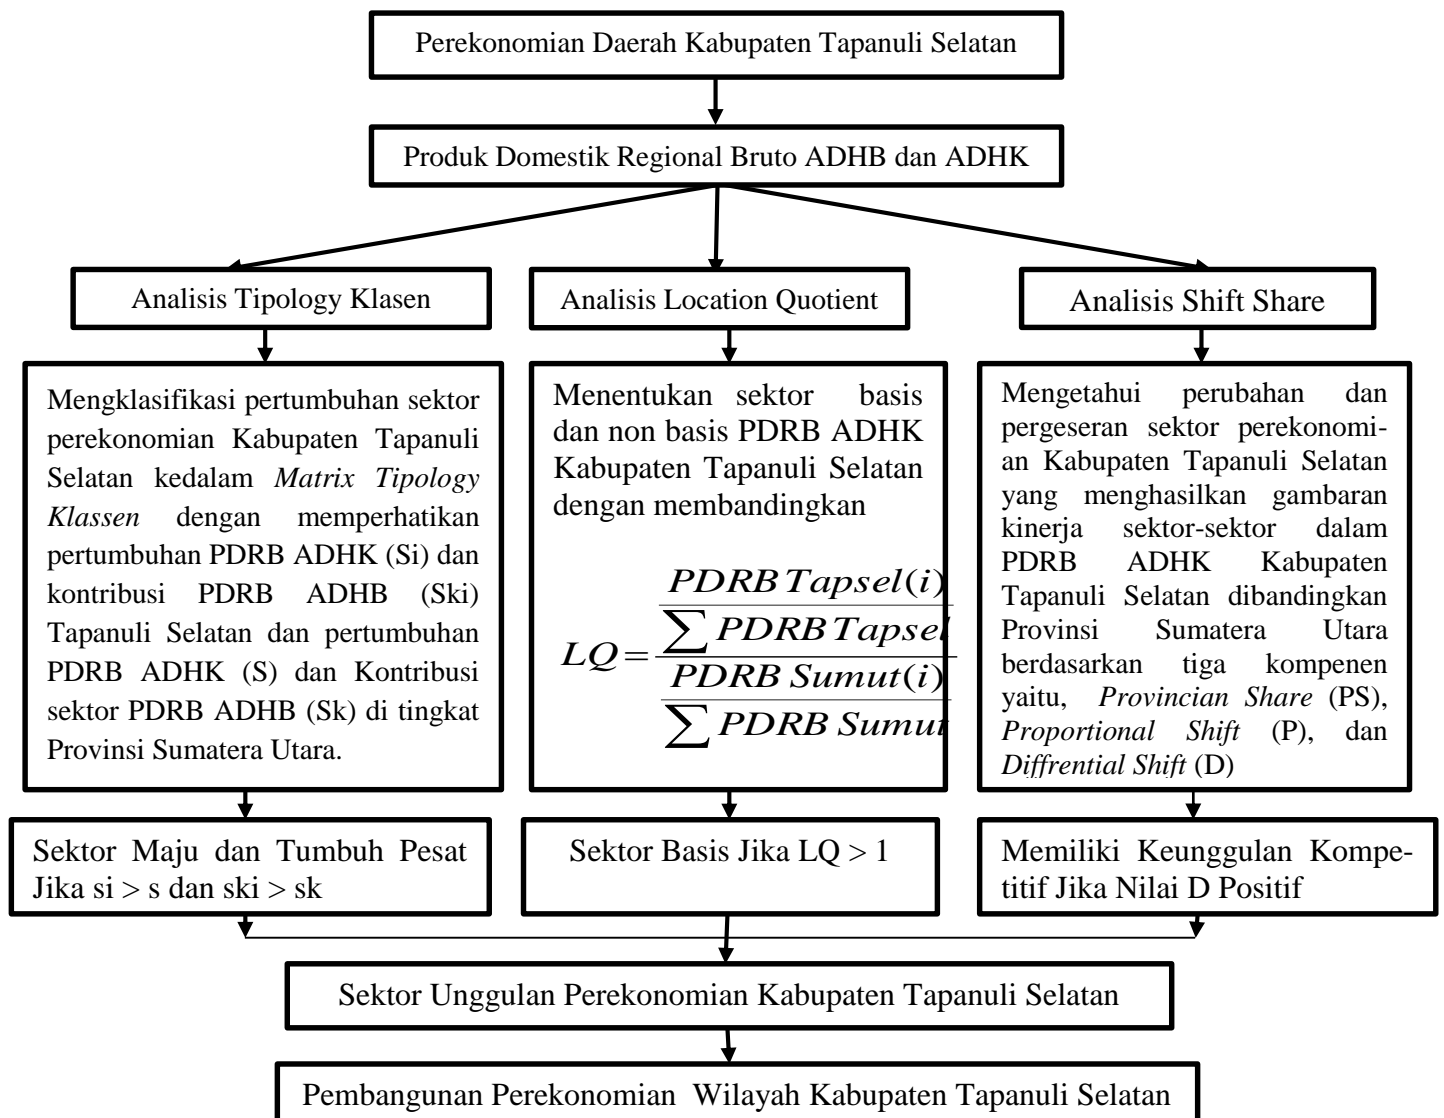 Perekonomian Daerah Kabupaten Tapanuli Selatan
Produk Domestik Regional Bruto ADHB dan ADHK
Analisis Tipology Klasen
Analisis Location Quotient
Analisis Shift Share
Mengklasifikasi pertumbuhan sektor
perekonomian Kabupaten Tapanuli
Selatan kedalam Matrix Tipology
Klassen dengan memperhatikan
pertumbuhan PDRB ADHK (Si) dan
kontribusi PDRB ADHB (Ski)
Tapanuli Selatan dan pertumbuhan
PDRB ADHK (S) dan Kontribusi
sektor PDRB ADHB (Sk) di tingkat
Provinsi Sumatera Utara.
Menentukan sektor basis
dan non basis PDRB ADHK
Kabupaten Tapanuli Selatan
dengan membandingkan
PDRB Tapsel(i)
∑ PDRB Tapsel
LQ =
PDRB Sumut(i)
∑ PDRB Sumut
Mengetahui perubahan dan
pergeseran sektor perekonomi-
an Kabupaten Tapanuli Selatan
yang menghasilkan gambaran
kinerja sektor-sektor dalam
PDRB ADHK Kabupaten
Tapanuli Selatan dibandingkan
Provinsi Sumatera Utara
berdasarkan tiga kompenen
yaitu, Provincian Share (PS),
Proportional Shift (P), dan
Diffrential Shift (D)
Sektor Maju dan Tumbuh Pesat
Jika si > s dan ski > sk
Sektor Basis Jika LQ > 1
Memiliki Keunggulan Kompe-
titif Jika Nilai D Positif
Sektor Unggulan Perekonomian Kabupaten Tapanuli Selatan
Pembangunan Perekonomian Wilayah Kabupaten Tapanuli Selatan